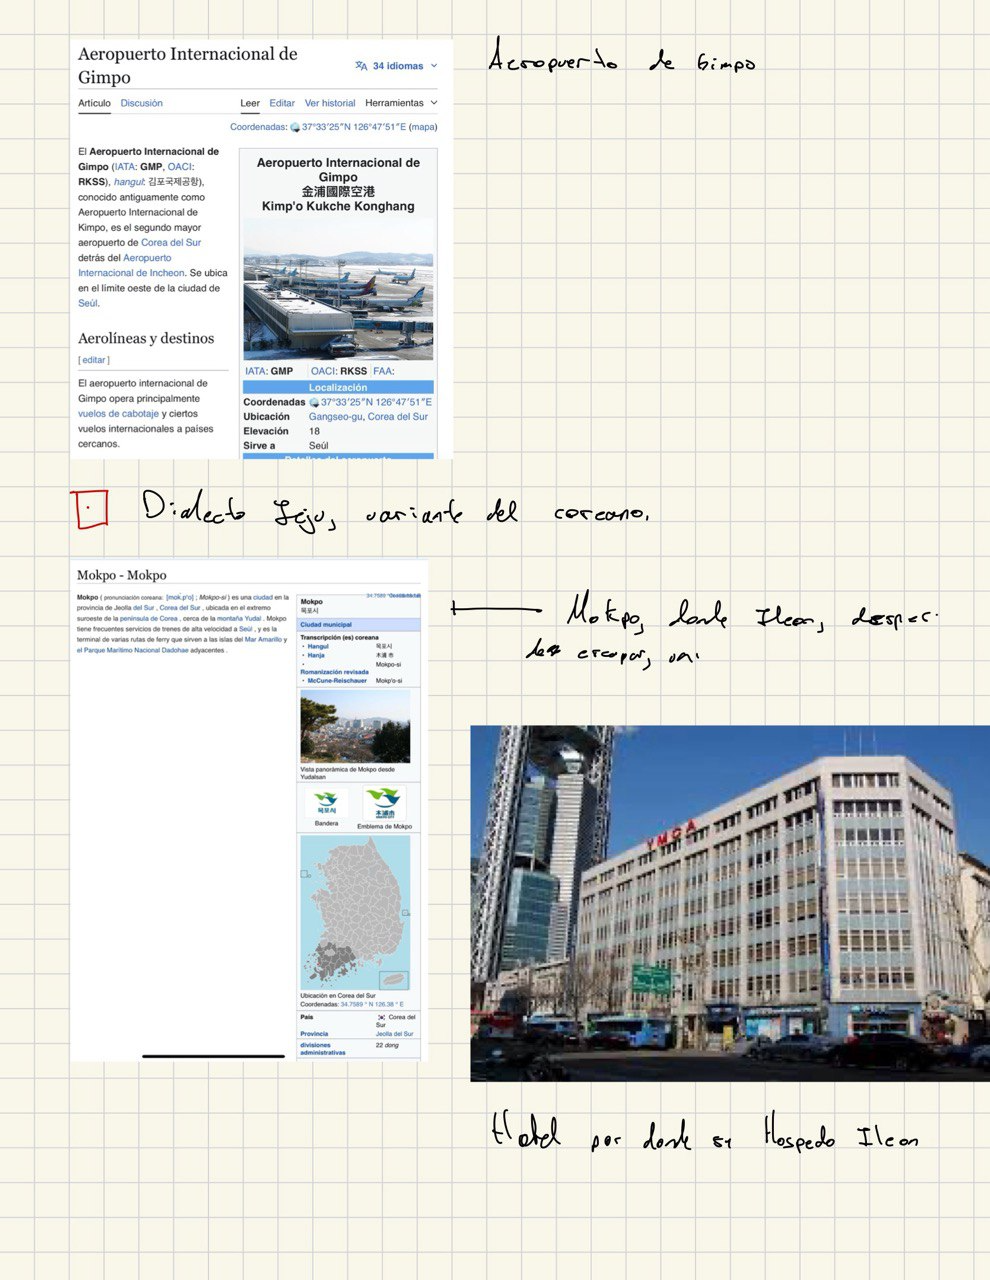 Aeropuerto Internacional de
Gimpo
34 idiomas
Artículo Discusión Leer Editar Ver historial Herramientas
Coordenadas: 37°33′25″N 126°47′51″E (mapa)
El Aeropuerto Internacional de
Gimpo (IATA: GMP, OACI:
RKSS), hangul: 김포국제공항),
conocido antiguamente como
Aeropuerto Internacional de
Kimpo, es el segundo mayor
aeropuerto de Corea del Sur
detrás del Aeropuerto
Internacional de Incheon. Se ubica
en el límite oeste de la ciudad de
Seúl.
Aerolíneas y destinos
[ editar ]
El aeropuerto internacional de
Gimpo opera principalmente
vuelos de cabotaje y ciertos
vuelos internacionales a países
cercanos.
Aeropuerto Internacional de
Gimpo
金浦國際空港
Kimp'o Kukche Konghang
IATA: GMP OACI: RKSS FAA:
Localización
Coordenadas 37°33′25″N 126°47′51″E
Ubicación Gangseo-gu, Corea del Sur
Elevación 18
Sirve a Seúl
Detalles del aeropuerto
Aeropuerto de Gimpo
Dialecto Jeju, variante del coreano.
Mokpo - Mokpo
Mokpo ( pronunciación coreana: [mok.p'o] ; Mokpo-si ) es una ciudad en la
provincia de Jeolla del Sur , Corea del Sur , ubicada en el extremo
suroeste de la península de Corea , cerca de la montaña Yudal . Mokpo
tiene frecuentes servicios de trenes de alta velocidad a Seúl , y es la
terminal de varias rutas de ferry que sirven a las islas del Mar Amarillo y
el Parque Marítimo Nacional Dadohae adyacentes .
Mokpo
목포시
Ciudad municipal
Transcripción (es) coreana
• Hangul 목포시
• Hanja 木浦 市
• Mokpo-si
Romanización revisada
• McCune-Reischauer Mokp'o-si
Vista panorámica de Mokpo desde
Yudalsan
목포시
木浦市
Bandera Emblema de Mokpo
Ubicación en Corea del Sur
Coordenadas: 34.7589 ° N 126.38 ° E
País Corea del
Sur
Provincia Jeolla del Sur
divisiones 22 dong
administrativas
Mokpo, donde Ileon,
escapar,
YMCA
Hotel por donde se Hospedo Ileon